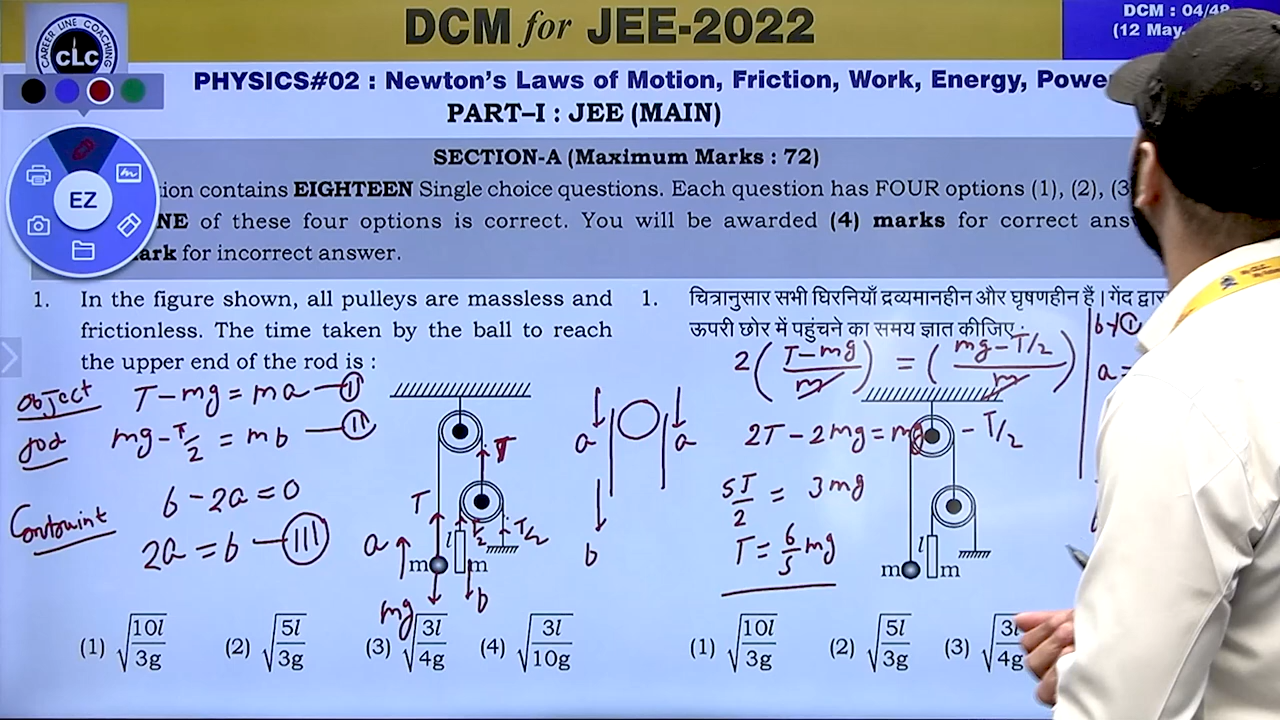 DCM for JEE-2022
DCM : 04/48
(12 May,
CAREER LINE COACHING
CLC
PHYSICS#02 : Newton's Laws of Motion, Friction, Work, Energy, Powe
PART–I : JEE (MAIN)
SECTION-A (Maximum Marks : 72)
tion contains EIGHTEEN Single choice questions. Each question has FOUR options (1), (2), (3
NE of these four options is correct. You will be awarded (4) marks for correct answ
ark for incorrect answer.
EZ
1. In the figure shown, all pulleys are massless and
frictionless. The time taken by the ball to reach
the upper end of the rod is :
object T - mg = ma — (I)
rod mg - T/2 = mb — (II)
b - 2a = 0
Constraint
2a = b — (III)
T
T
T/2
T/2
a
l
m
m
mg
b
a
a
b
(1) √(10l/3g) (2) √(5l/3g) (3) √(3l/4g) (4) √(3l/10g)
1. चित्रानुसार सभी घिरनियाँ द्रव्यमानहीन और घृषणहीन हैं। गेंद द्वार
ऊपरी छोर में पहुंचने का समय ज्ञात कीजिए :
2((T - mg)/m) = ((mg - T/2)/m)
2T - 2mg = mg - T/2
5T/2 = 3mg
T = 6/5 mg
a =
l
m
m
(1) √(10l/3g) (2) √(5l/3g) (3) √(3l/4g)